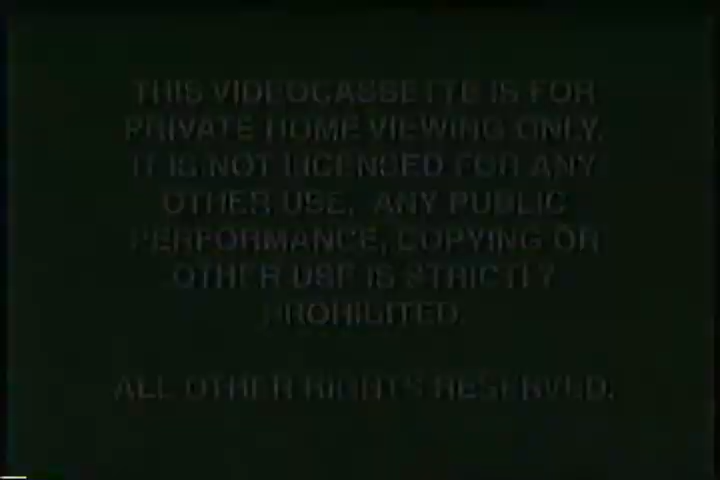 THIS VIDEOCASSETTE IS FOR
PRIVATE HOME VIEWING ONLY.
IT IS NOT LICENSED FOR ANY
OTHER USE. ANY PUBLIC
PERFORMANCE, COPYING OR
OTHER USE IS STRICTLY
PROHIBITED.
ALL OTHER RIGHTS RESERVED.